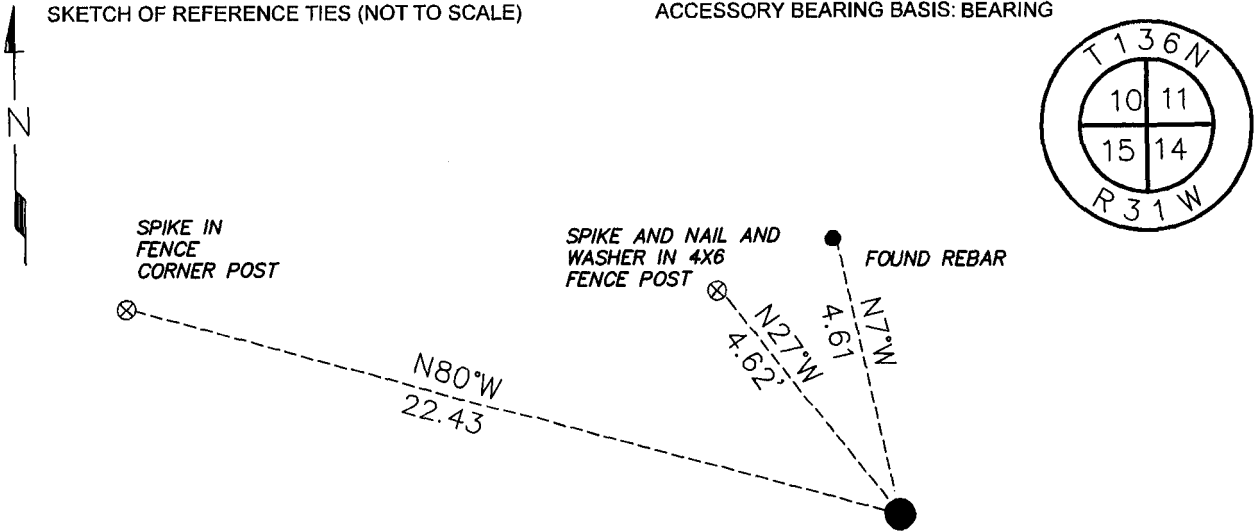 SKETCH OF REFERENCE TIES (NOT TO SCALE)
ACCESSORY BEARING BASIS: BEARING
T136N
10 11
15 14
R31W
N
SPIKE IN
FENCE
CORNER POST
SPIKE AND NAIL AND
WASHER IN 4X6
FENCE POST
FOUND REBAR
N80°W
22.43
N27°W
4.62'
N7°W
4.61